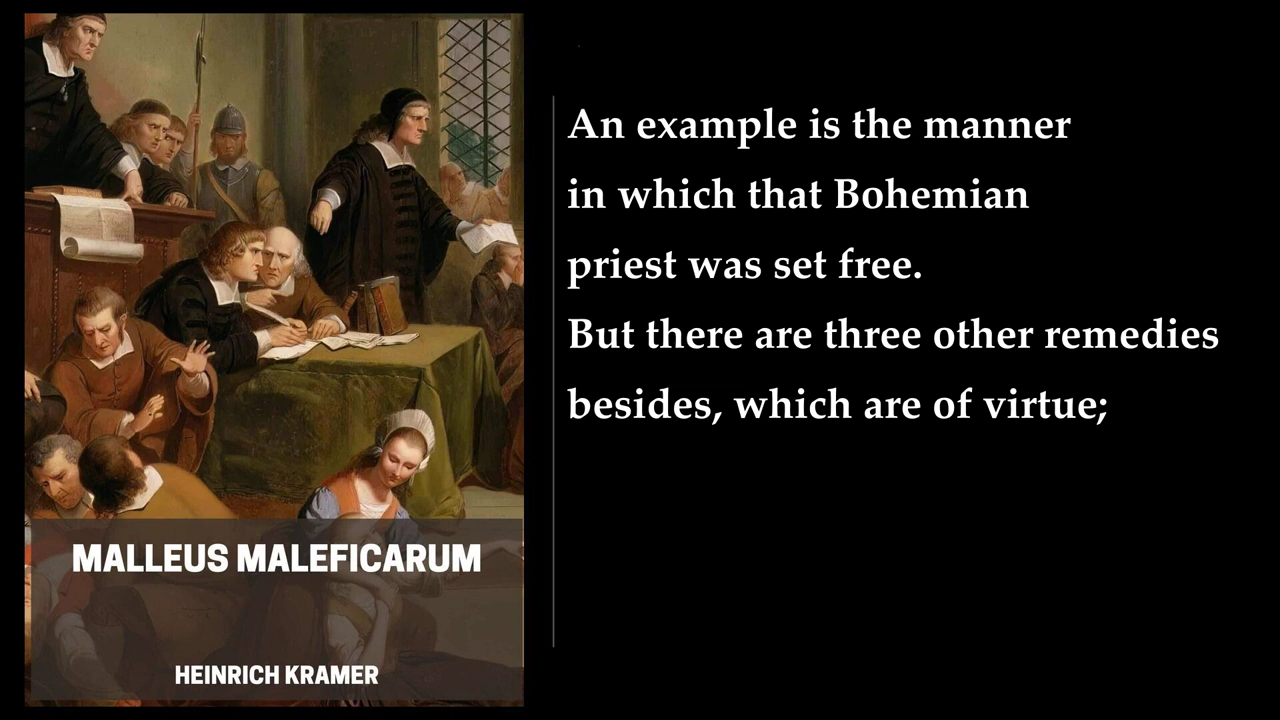 An example is the manner
in which that Bohemian
priest was set free.
But there are three other remedies
besides, which are of virtue;
MALLEUS MALEFICARUM
HEINRICH KRAMER